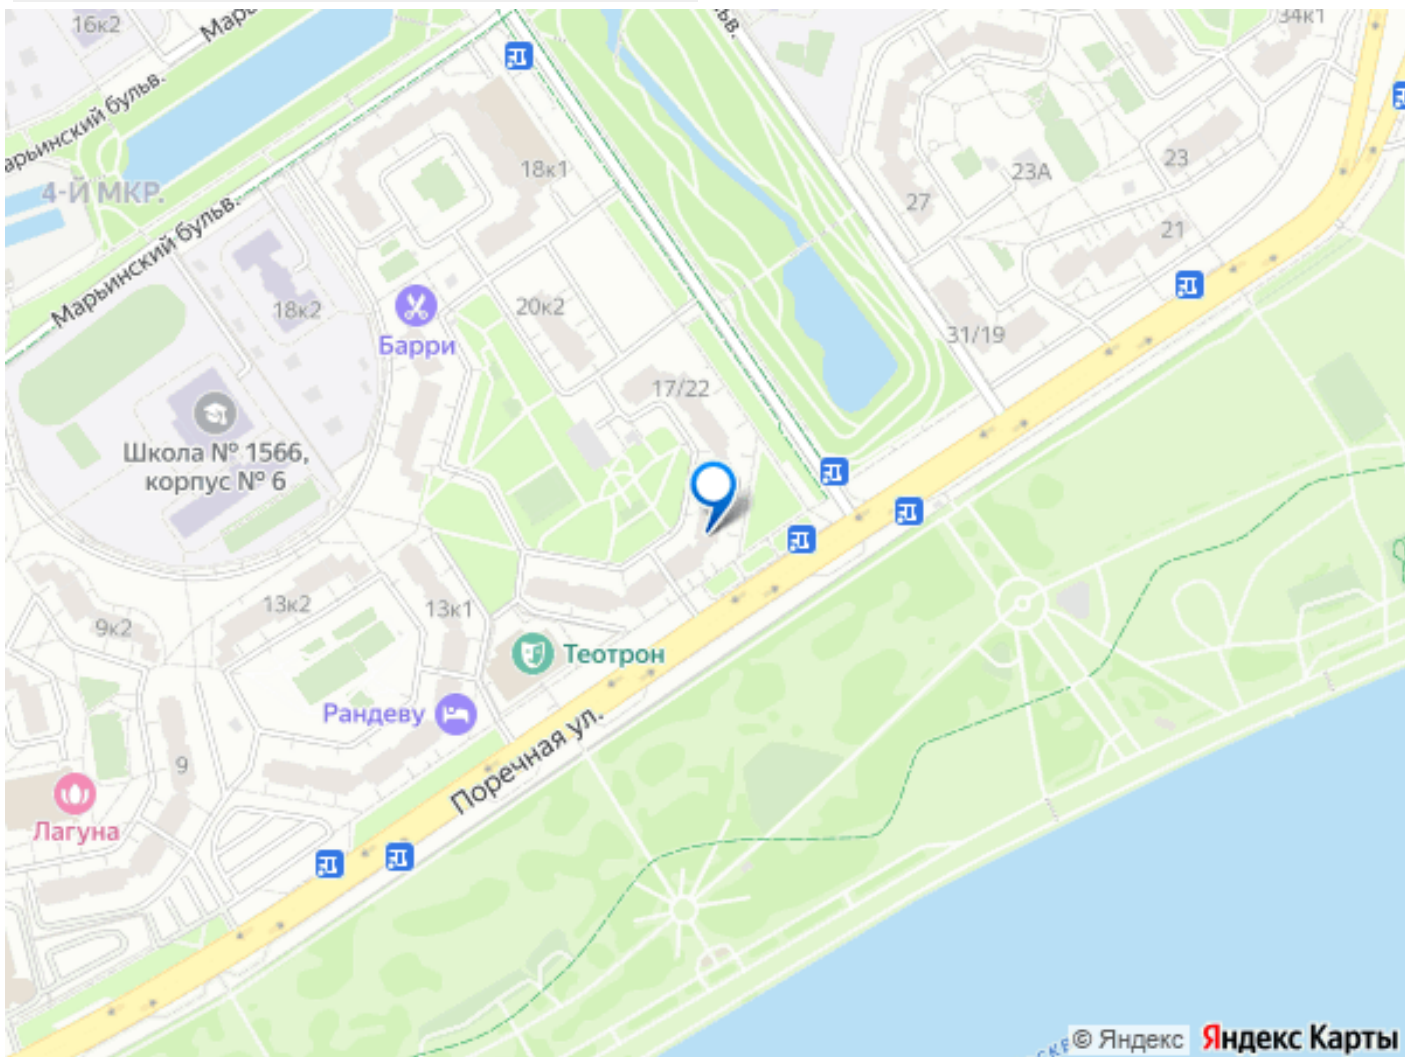 16к2
Марь
ьв.
34к1
Марьинский бульв.
4-Й МКР.
18к1
23А
23
27
21
Марьинский бульв.
18к2
20к2
Барри
31/19
17/22
Школа № 1566,
корпус № 6
13к2
13к1
9к2
Теотрон
Рандеву
Поречная ул.
9
Лагуна
© Яндекс Яндекс Карты